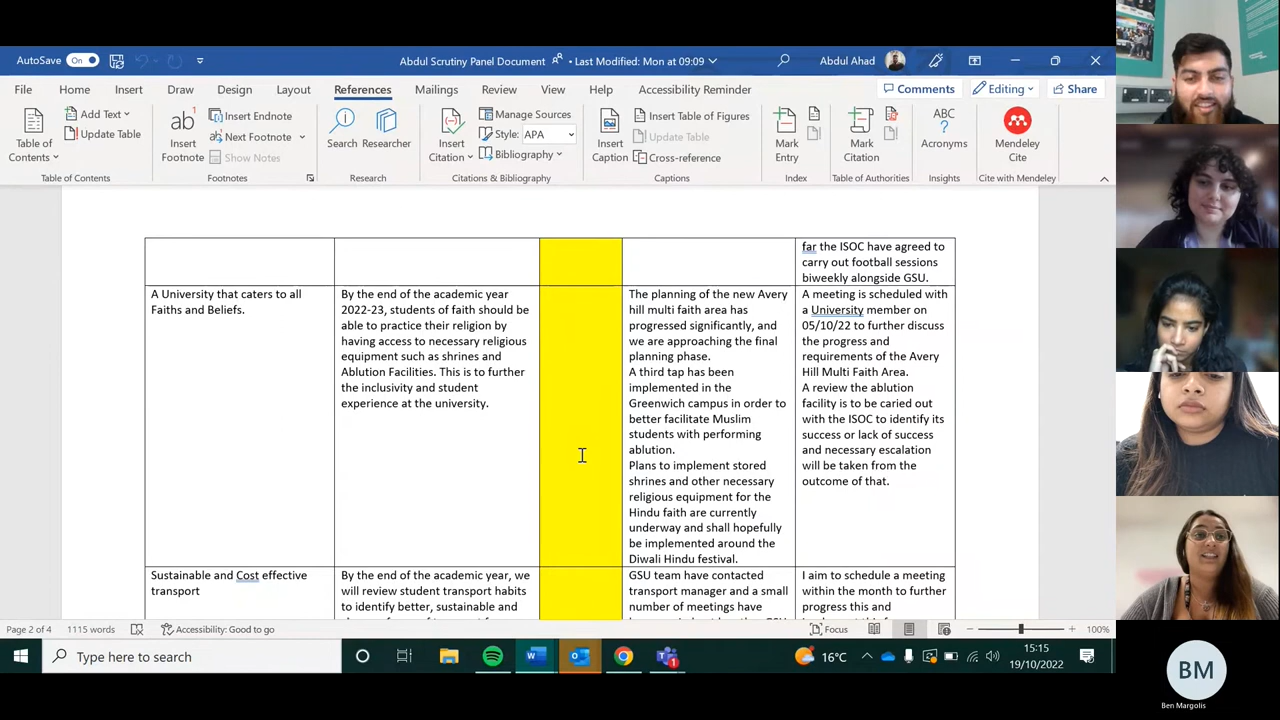 AutoSave On Abdul Scrutiny Panel Document • Last Modified: Mon at 09:09 Abdul Ahad
File Home Insert Draw Design Layout References Mailings Review View Help Accessibility Reminder Comments Editing Share
Table of Contents
Add Text
Update Table
Table of Contents
ab
Insert Footnote
Insert Endnote
Next Footnote
Show Notes
Footnotes
Search
Researcher
Research
Insert Citation
Manage Sources
Style: APA
Bibliography
Citations & Bibliography
Insert Caption
Insert Table of Figures
Update Table
Cross-reference
Captions
Mark Entry
Index
Mark Citation
Table of Authorities
ABC
?
Acronyms
Insights
Mendeley Cite
Cite with Mendeley
far the ISOC have agreed to
carry out football sessions
biweekly alongside GSU.
A University that caters to all
Faiths and Beliefs.
By the end of the academic year
2022-23, students of faith should be
able to practice their religion by
having access to necessary religious
equipment such as shrines and
Ablution Facilities. This is to further
the inclusivity and student
experience at the university.
The planning of the new Avery
hill multi faith area has
progressed significantly, and
we are approaching the final
planning phase.
A third tap has been
implemented in the
Greenwich campus in order to
better facilitate Muslim
students with performing
ablution.
Plans to implement stored
shrines and other necessary
religious equipment for the
Hindu faith are currently
underway and shall hopefully
be implemented around the
Diwali Hindu festival.
A meeting is scheduled with
a University member on
05/10/22 to further discuss
the progress and
requirements of the Avery
Hill Multi Faith Area.
A review the ablution
facility is to be caried out
with the ISOC to identify its
success or lack of success
and necessary escalation
will be taken from the
outcome of that.
Sustainable and Cost effective
transport
By the end of the academic year, we
will review student transport habits
to identify better, sustainable and
GSU team have contacted
transport manager and a small
number of meetings have
I aim to schedule a meeting
within the month to further
progress this and
Page 2 of 4 1115 words Accessibility: Good to go Focus 100%
Type here to search 16°C 15:15
19/10/2022
BM
Ben Margolis